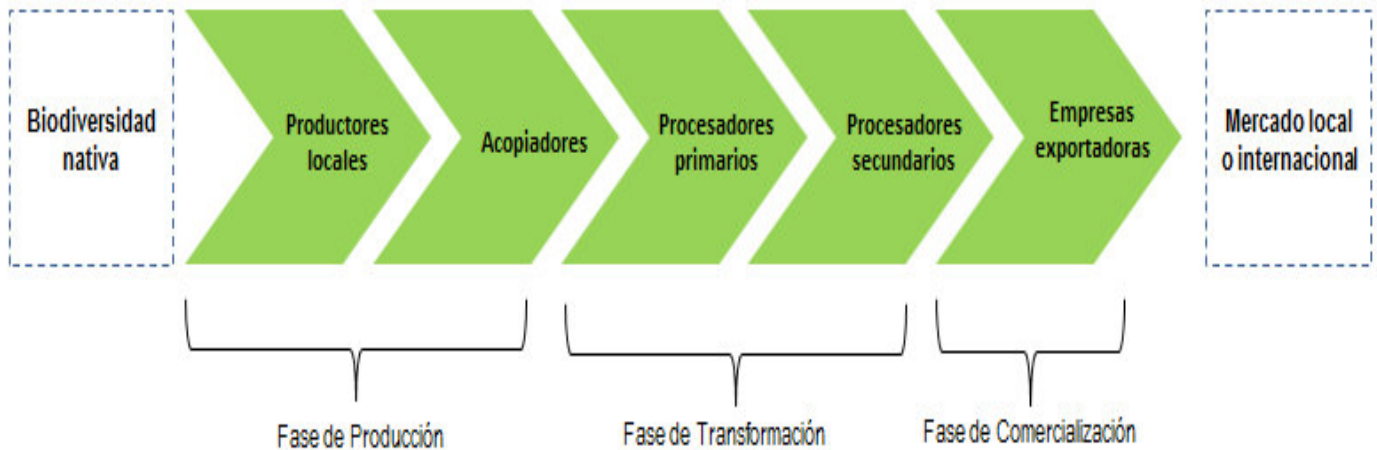 Biodiversidad
nativa
Productores
locales
Acopiadores
Procesadores
primarios
Procesadores
secundarios
Empresas
exportadoras
Mercado local
o internacional
Fase de Producción
Fase de Transformación
Fase de Comercialización